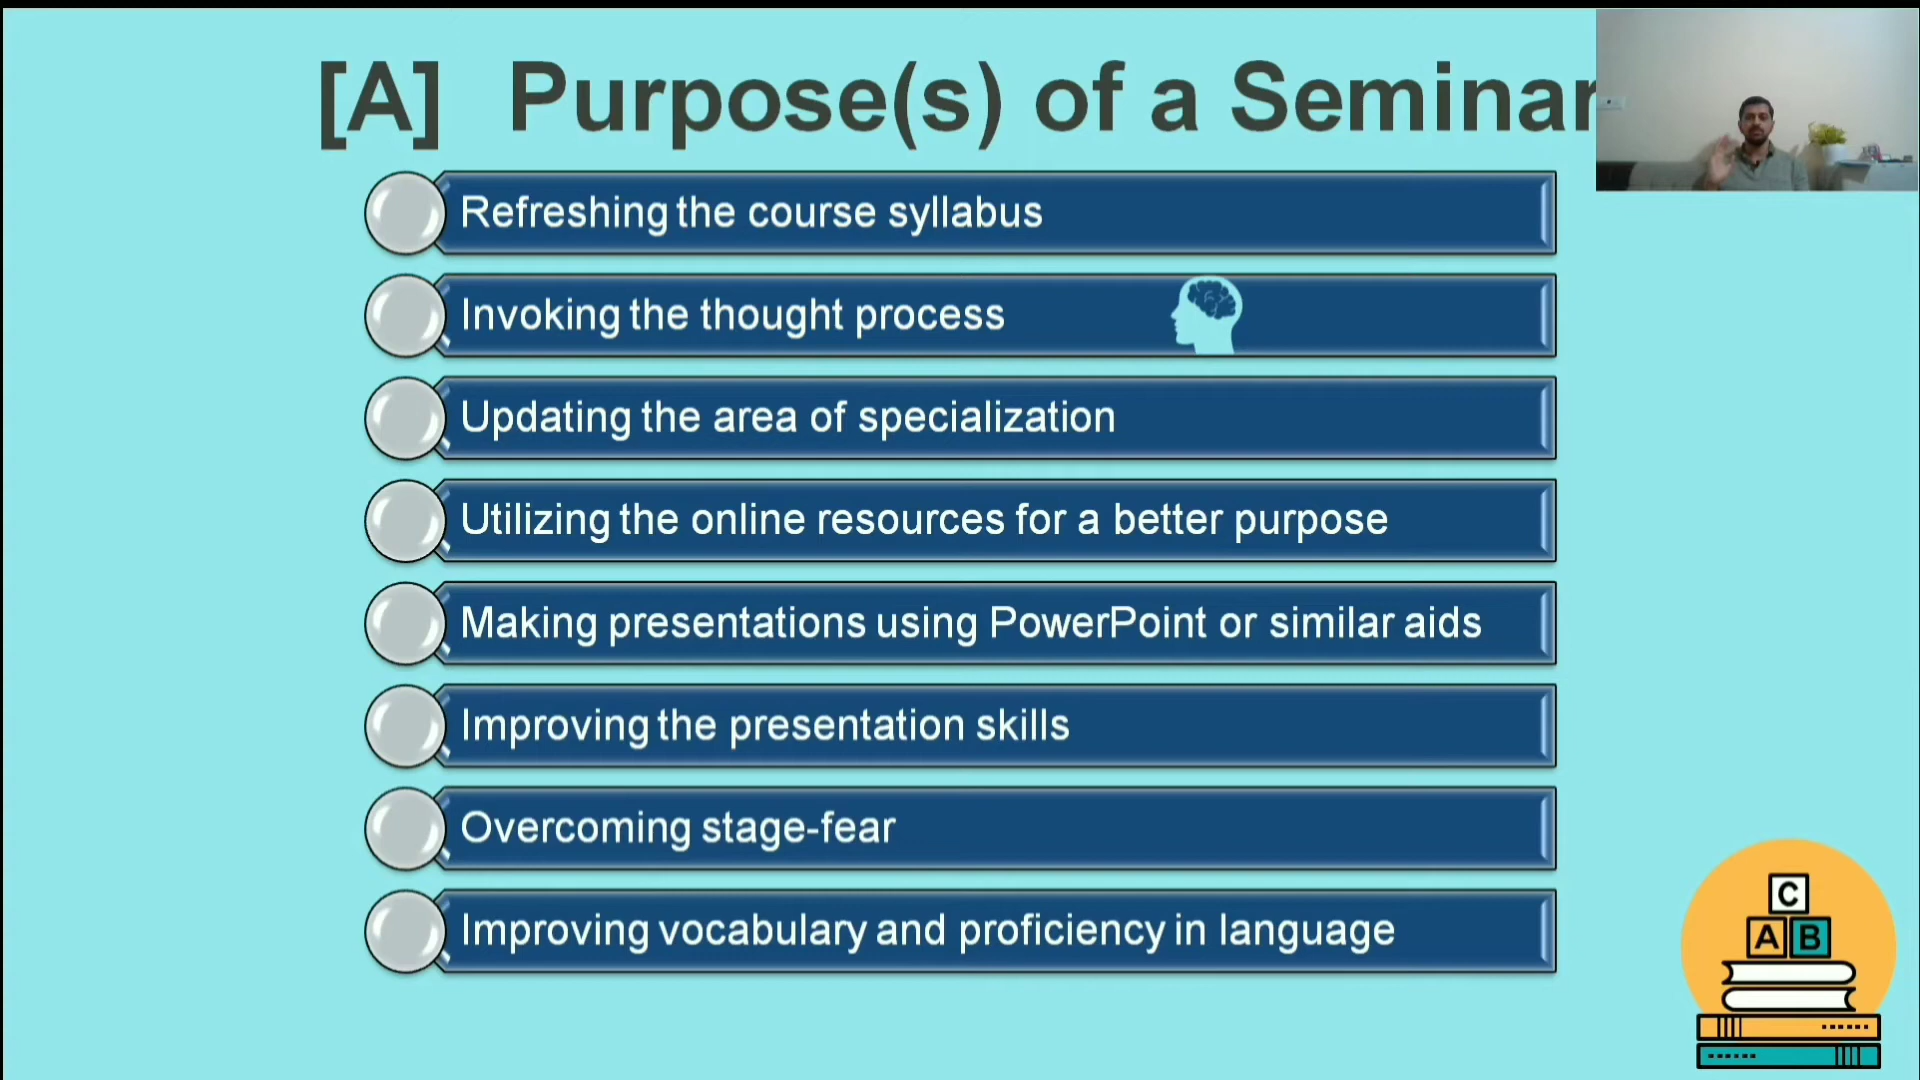 [A] Purpose(s) of a Seminar
Refreshing the course syllabus
Invoking the thought process
Updating the area of specialization
Utilizing the online resources for a better purpose
Making presentations using PowerPoint or similar aids
Improving the presentation skills
Overcoming stage-fear
Improving vocabulary and proficiency in language
C
A B